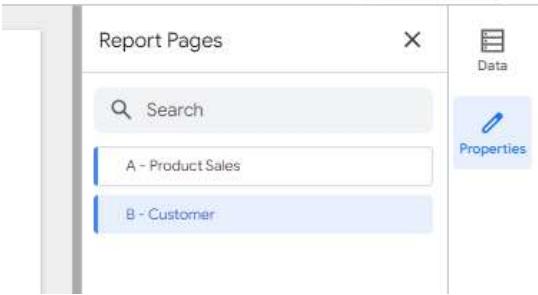 Report Pages
Data
Search
Properties
A - Product Sales
B - Customer